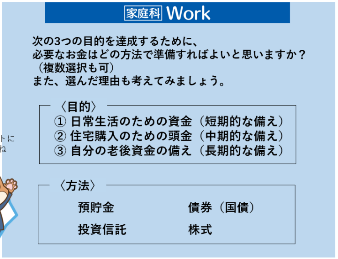 家庭科 Work
次の3つの目的を達成するために、
必要なお金はどの方法で準備すればよいと思いますか？
（複数選択も可）
また、選んだ理由も考えてみましょう。
〈目的〉
① 日常生活のための資金（短期的な備え）
② 住宅購入のための頭金（中期的な備え）
③ 自分の老後資金の備え（長期的な備え）
トに
ね
〈方法〉
預貯金 債券（国債）
投資信託 株式